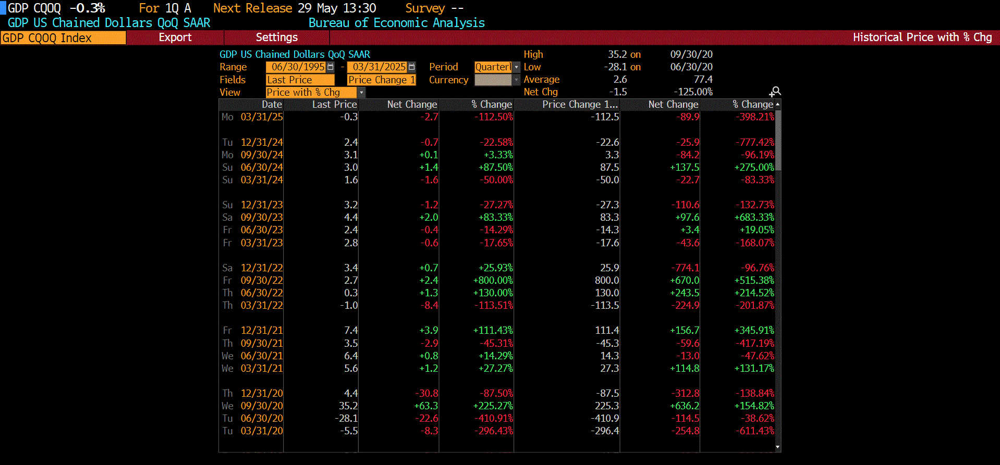 GDP CQOQ -0.3% For 1Q A Next Release 29 May 13:30 Survey --
GDP US Chained Dollars QoQ SAAR Bureau of Economic Analysis
GDP CQOQ Index Export Settings Historical Price with % Chg
GDP US Chained Dollars QoQ SAAR High 35.2 on 09/30/20
Range 06/30/1995 - 03/31/2025 Period Quarterl Low -28.1 on 06/30/20
Fields Last Price Price Change 1 Currency Average 2.6 77.4
View Price with % Chg Net Chg -1.5 -125.00%
Date Last Price Net Change % Change Price Change 1... Net Change % Change
Mo 03/31/25 -0.3 -2.7 -112.50% -112.5 -89.9 -398.21%
Tu 12/31/24 2.4 -0.7 -22.58% -22.6 -25.9 -777.42%
Mo 09/30/24 3.1 +0.1 +3.33% 3.3 -84.2 -96.19%
Su 06/30/24 3.0 +1.4 +87.50% 87.5 +137.5 +275.00%
Su 03/31/24 1.6 -1.6 -50.00% -50.0 -22.7 -83.33%
Su 12/31/23 3.2 -1.2 -27.27% -27.3 -110.6 -132.73%
Sa 09/30/23 4.4 +2.0 +83.33% 83.3 +97.6 +683.33%
Fr 06/30/23 2.4 -0.4 -14.29% -14.3 +3.4 +19.05%
Fr 03/31/23 2.8 -0.6 -17.65% -17.6 -43.6 -168.07%
Sa 12/31/22 3.4 +0.7 +25.93% 25.9 -774.1 -96.76%
Fr 09/30/22 2.7 +2.4 +800.00% 800.0 +670.0 +515.38%
Th 06/30/22 0.3 +1.3 +130.00% 130.0 +243.5 +214.52%
Th 03/31/22 -1.0 -8.4 -113.51% -113.5 -224.9 -201.87%
Fr 12/31/21 7.4 +3.9 +111.43% 111.4 +156.7 +345.91%
Th 09/30/21 3.5 -2.9 -45.31% -45.3 -59.6 -417.19%
We 06/30/21 6.4 +0.8 +14.29% 14.3 -13.0 -47.62%
We 03/31/21 5.6 +1.2 +27.27% 27.3 +114.8 +131.17%
Th 12/31/20 4.4 -30.8 -87.50% -87.5 -312.8 -138.84%
We 09/30/20 35.2 +63.3 +225.27% 225.3 +636.2 +154.82%
Tu 06/30/20 -28.1 -22.6 -410.91% -410.9 -114.5 -38.62%
Tu 03/31/20 -5.5 -8.3 -296.43% -296.4 -254.8 -611.43%